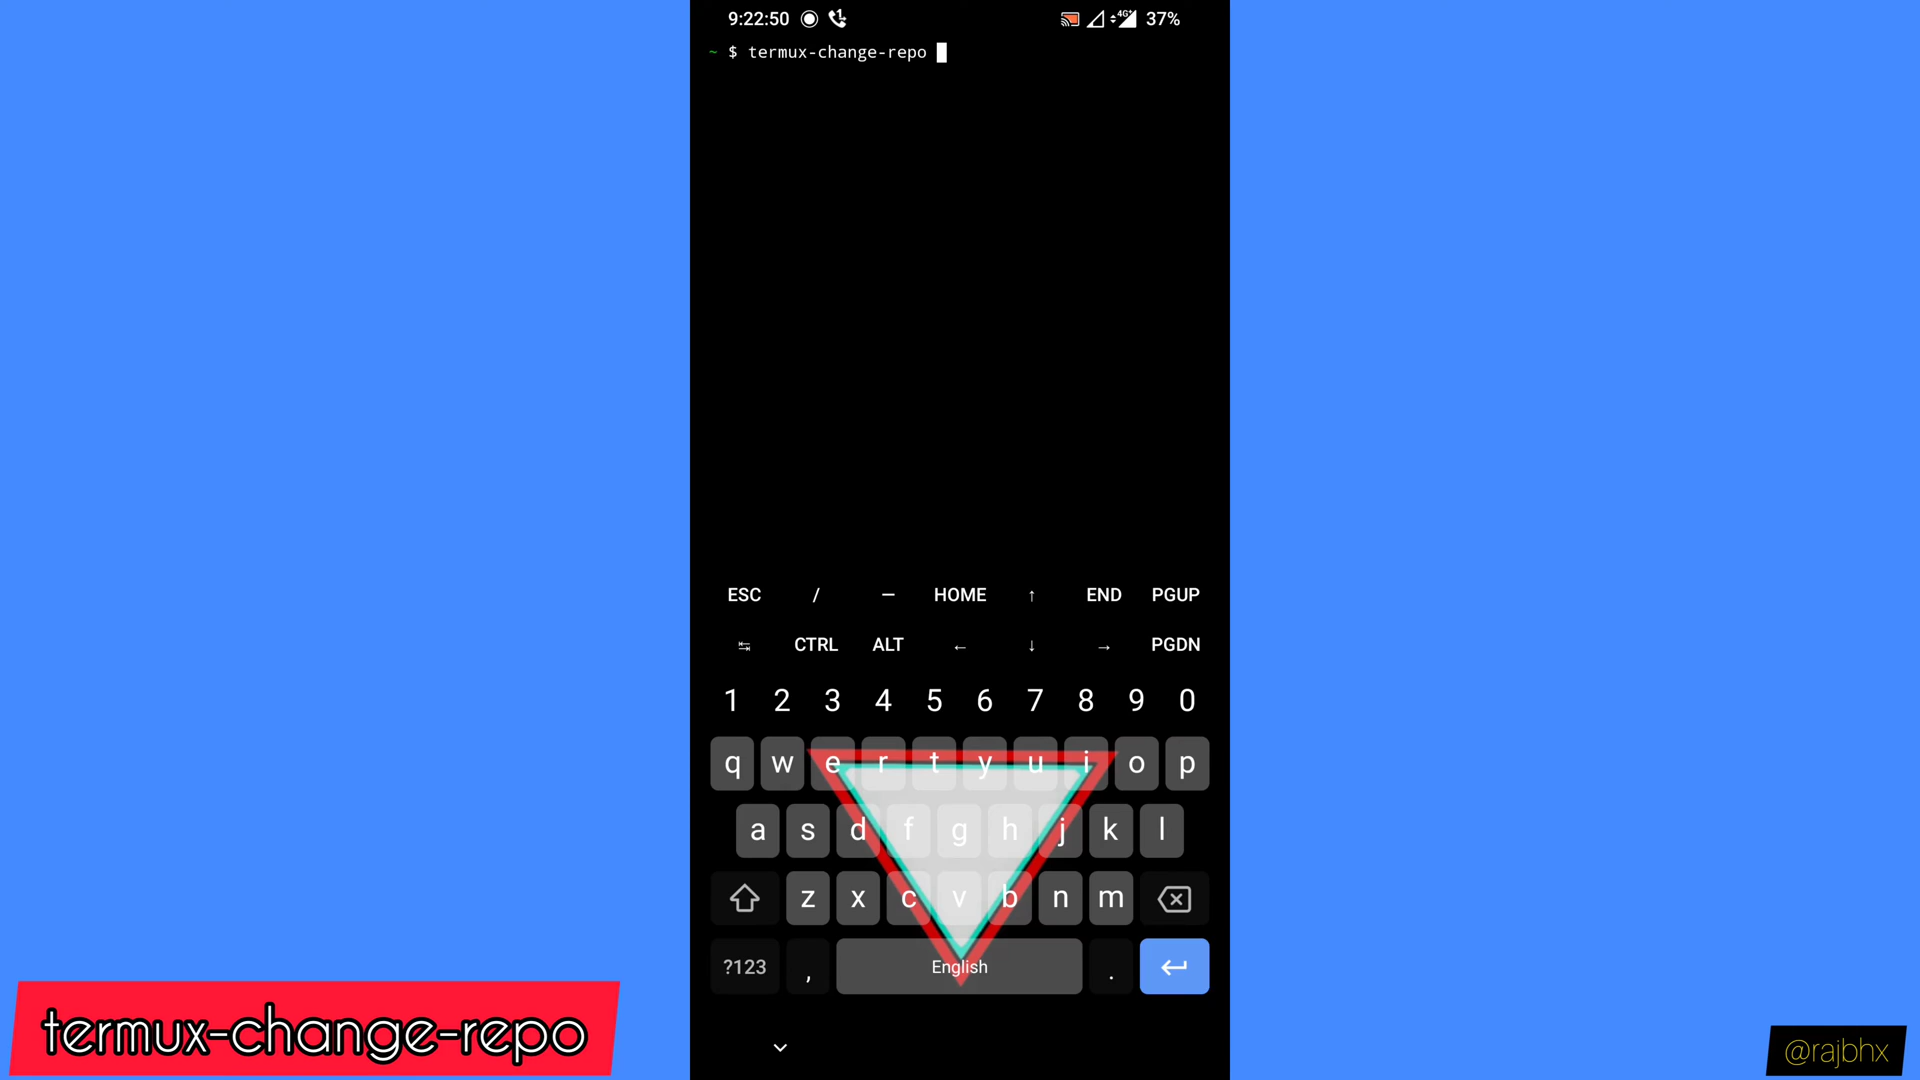 9:22:50 4G+ 37%
~ $ termux-change-repo
ESC / — HOME ↑ END PGUP
↹ CTRL ALT ← ↓ → PGDN
1 2 3 4 5 6 7 8 9 0
q w e r t y u i o p
a s d f g h j k l
z x c v b n m
?123 , English .
termux-change-repo
@rajbhx